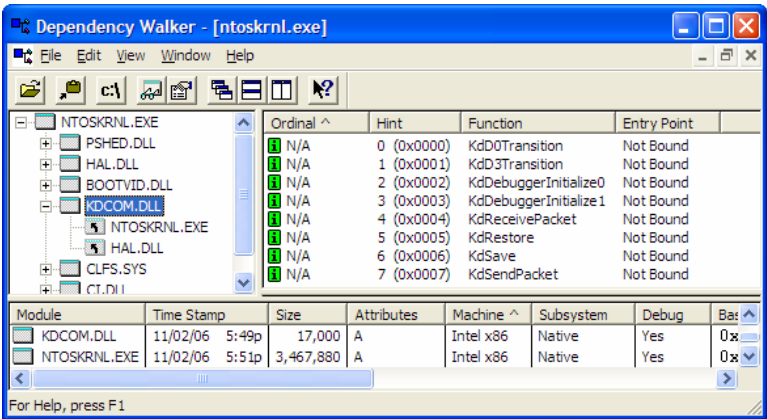 Dependency Walker - [ntoskrnl.exe]
File Edit View Window Help
c:\
NTOSKRNL.EXE
PSHED.DLL
HAL.DLL
BOOTVID.DLL
KDCOM.DLL
NTOSKRNL.EXE
HAL.DLL
CLFS.SYS
CI.DLL
Ordinal ^ Hint Function Entry Point
N/A 0 (0x0000) KdD0Transition Not Bound
N/A 1 (0x0001) KdD3Transition Not Bound
N/A 2 (0x0002) KdDebuggerInitialize0 Not Bound
N/A 3 (0x0003) KdDebuggerInitialize1 Not Bound
N/A 4 (0x0004) KdReceivePacket Not Bound
N/A 5 (0x0005) KdRestore Not Bound
N/A 6 (0x0006) KdSave Not Bound
N/A 7 (0x0007) KdSendPacket Not Bound
Module Time Stamp Size Attributes Machine ^ Subsystem Debug Bas
KDCOM.DLL 11/02/06 5:49p 17,000 A Intel x86 Native Yes 0x
NTOSKRNL.EXE 11/02/06 5:51p 3,467,880 A Intel x86 Native Yes 0x
For Help, press F1